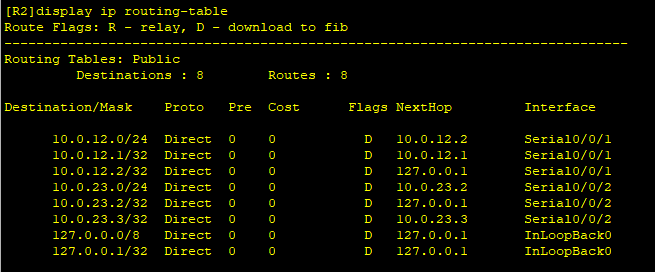 [R2]display ip routing-table
Route Flags: R - relay, D - download to fib
------------------------------------------------------------------------------
Routing Tables: Public
         Destinations : 8        Routes : 8

Destination/Mask    Proto   Pre  Cost      Flags NextHop         Interface

      10.0.12.0/24  Direct  0    0           D   10.0.12.2       Serial0/0/1
      10.0.12.1/32  Direct  0    0           D   10.0.12.1       Serial0/0/1
      10.0.12.2/32  Direct  0    0           D   127.0.0.1       Serial0/0/1
      10.0.23.0/24  Direct  0    0           D   10.0.23.2       Serial0/0/2
      10.0.23.2/32  Direct  0    0           D   127.0.0.1       Serial0/0/2
      10.0.23.3/32  Direct  0    0           D   10.0.23.3       Serial0/0/2
      127.0.0.0/8   Direct  0    0           D   127.0.0.1       InLoopBack0
      127.0.0.1/32  Direct  0    0           D   127.0.0.1       InLoopBack0